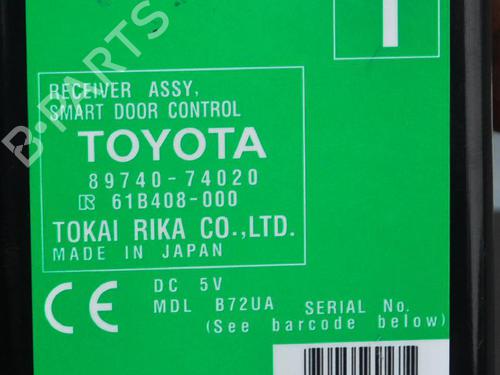 1
RECEIVER ASSY,
SMART DOOR CONTROL
TOYOTA
89740-74020
61B408-000
TOKAI RIKA CO.,LTD.
MADE IN JAPAN
CE
DC 5V
MDL B72UA SERIAL No.
(See barcode below)
B-PARTS